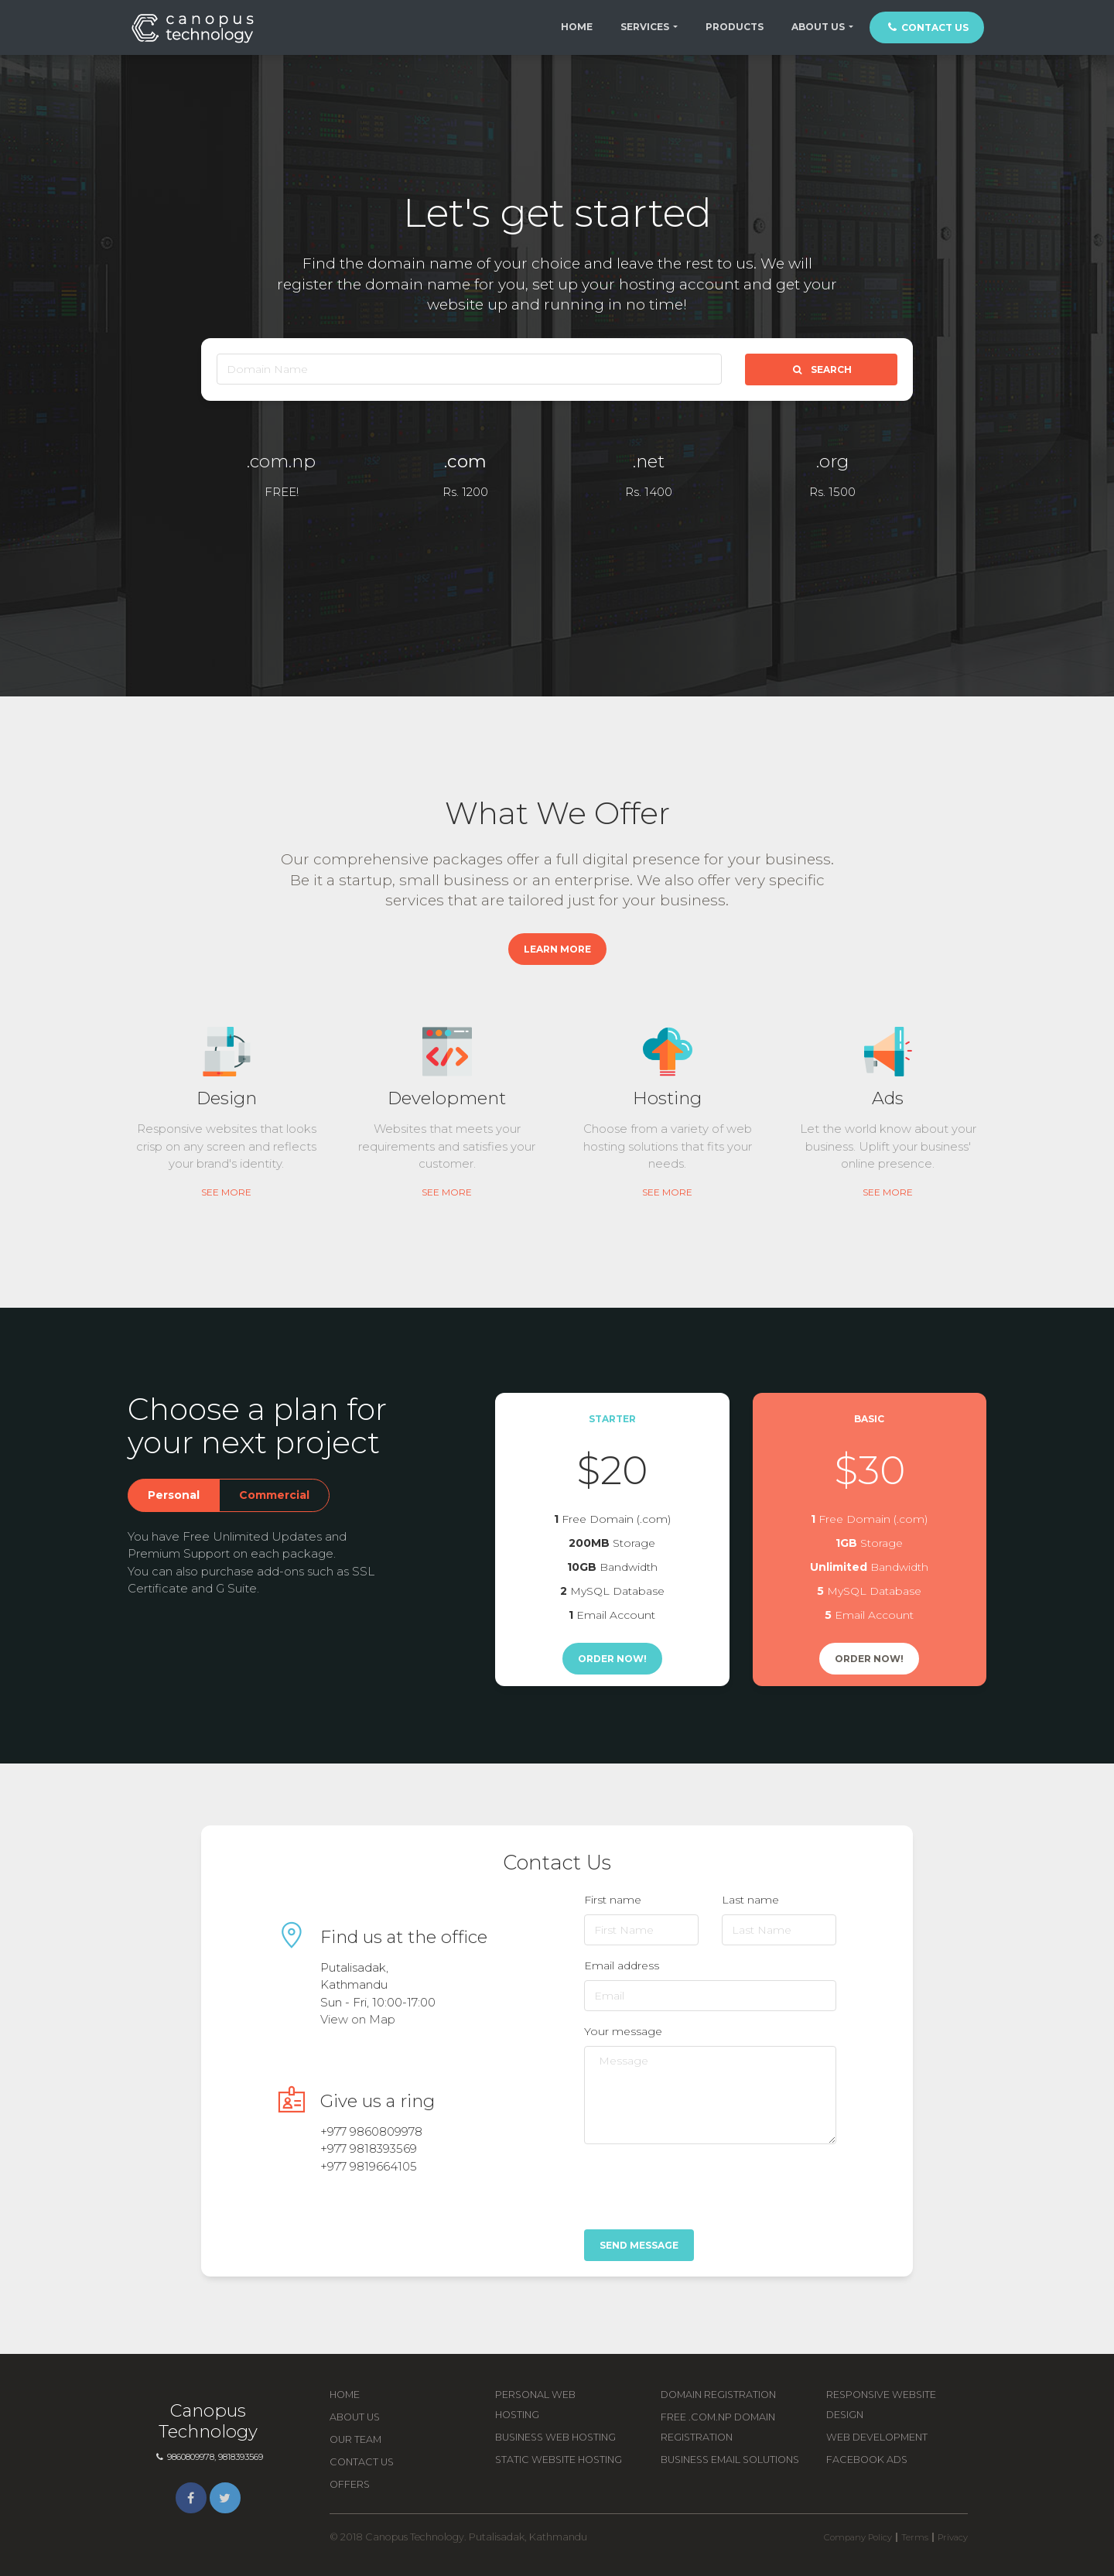 canopus
technology
HOME
SERVICES
PRODUCTS
ABOUT US
CONTACT US
Let's get started
Find the domain name of your choice and leave the rest to us. We will
register the domain name for you, set up your hosting account and get your
website up and running in no time!
Domain Name
SEARCH
.com.np
.com
.net
.org
FREE!
Rs. 1200
Rs. 1400
Rs. 1500
What We Offer
Our comprehensive packages offer a full digital presence for your business.
Be it a startup, small business or an enterprise. We also offer very specific
services that are tailored just for your business.
LEARN MORE
Design
Responsive websites that looks
crisp on any screen and reflects
your brand's identity.
SEE MORE
Development
Websites that meets your
requirements and satisfies your
customer.
SEE MORE
Hosting
Choose from a variety of web
hosting solutions that fits your
needs.
SEE MORE
Ads
Let the world know about your
business. Uplift your business'
online presence.
SEE MORE
Choose a plan for
your next project
Personal
Commercial
You have Free Unlimited Updates and
Premium Support on each package.
You can also purchase add-ons such as SSL
Certificate and G Suite.
STARTER
$20
1 Free Domain (.com)
200MB Storage
10GB Bandwidth
2 MySQL Database
1 Email Account
ORDER NOW!
BASIC
$30
1 Free Domain (.com)
1GB Storage
Unlimited Bandwidth
5 MySQL Database
5 Email Account
ORDER NOW!
Contact Us
Find us at the office
Putalisadak,
Kathmandu
Sun - Fri, 10:00-17:00
View on Map
Give us a ring
+977 9860809978
+977 9818393569
+977 9819664105
First name
Last name
First Name
Last Name
Email address
Email
Your message
Message
SEND MESSAGE
Canopus
Technology
9860809978, 9818393569
HOME
ABOUT US
OUR TEAM
CONTACT US
OFFERS
PERSONAL WEB
HOSTING
BUSINESS WEB HOSTING
STATIC WEBSITE HOSTING
DOMAIN REGISTRATION
FREE .COM.NP DOMAIN
REGISTRATION
BUSINESS EMAIL SOLUTIONS
RESPONSIVE WEBSITE
DESIGN
WEB DEVELOPMENT
FACEBOOK ADS
© 2018 Canopus Technology. Putalisadak, Kathmandu
Company Policy | Terms | Privacy